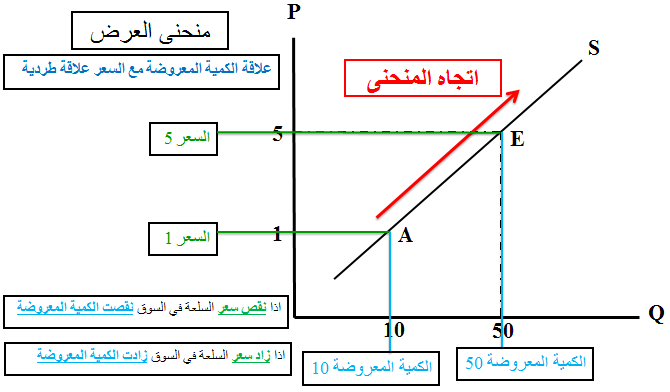 منحنى العرض
علاقة الكمية المعروضة مع السعر علاقة طردية
P
S
اتجاه المنحنى
السعر 5
5
E
السعر 1
1
A
اذا نقص سعر السلعة في السوق نقصت الكمية المعروضة
Q
10
50
اذا زاد سعر السلعة في السوق زادت الكمية المعروضة
الكمية المعروضة 10
الكمية المعروضة 50